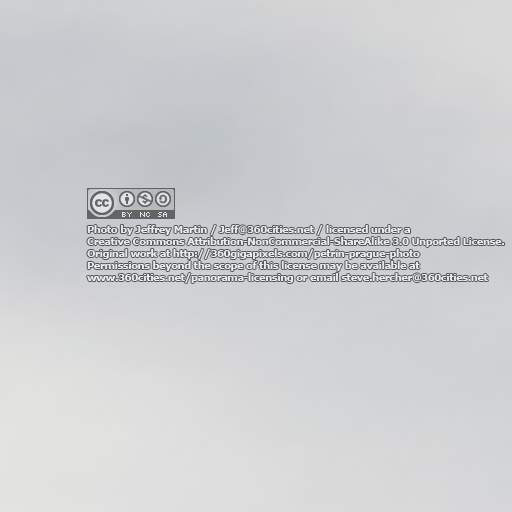 cc
BY NC SA
Photo by Jeffrey Martin / Jeff@360cities.net / licensed under a
Creative Commons Attribution-NonCommercial-ShareAlike 3.0 Unported License.
Original work at http://360gigapixels.com/petrin-prague-photo
Permissions beyond the scope of this license may be available at
www.360cities.net/panorama-licensing or email steve.hercher@360cities.net